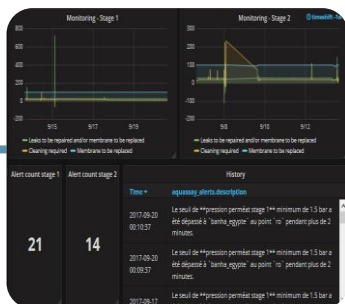 Monitoring - Stage 1
800
600
400
200
0
-200
9/15
9/17
9/19
Leaks to be repaired and/or membrane to be replaced
Cleaning required
Membrane to be replaced
Monitoring - Stage 2
300
200
100
0
-100
-200
9/8
9/10
9/12
Leaks to be repaired and/or membrane to be replaced
Cleaning required
Membrane to be replaced
Alert count stage 1
21
Alert count stage 2
14
History
Time
aquassay_alerts.description
2017-09-20 00:10:37
Le seuil de **pression perméat stage 1** minimum de 1.5 bar a
été dépassé à `banha_egypte` au point `ro` pendant plus de 2
minutes.
2017-09-20 00:09:37
Le seuil de **pression perméat stage 1** minimum de 1.5 bar a
été dépassé à `banha_egypte` au point `ro` pendant plus de 2
minutes.
2017-09-17
Le seuil de **pression perméat stage 1** minimum de 1.5 bar a